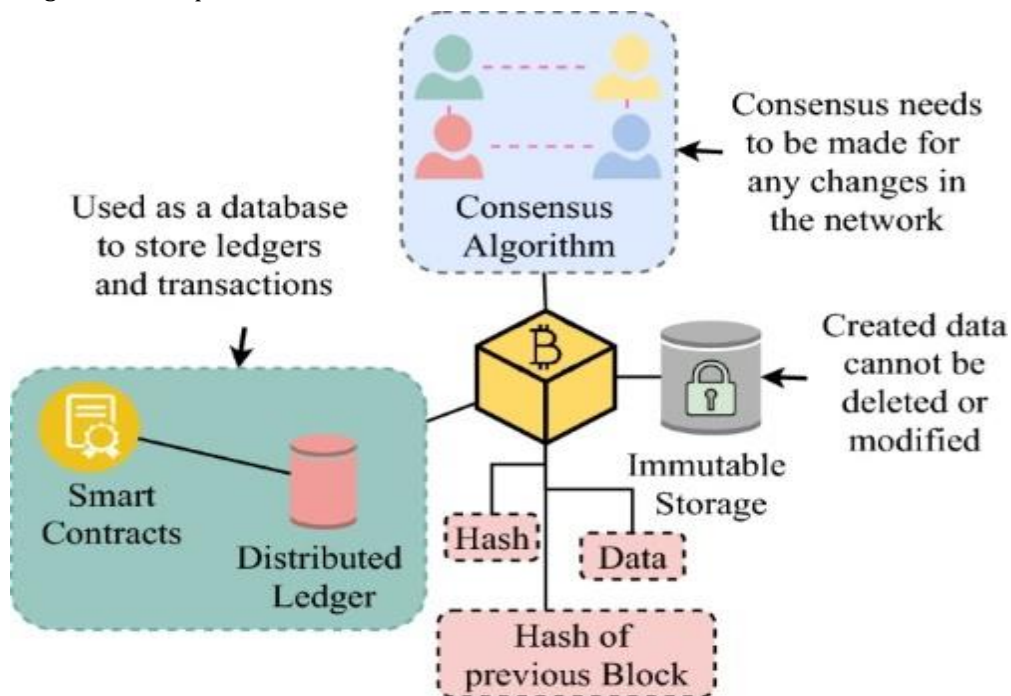 Consensus
Algorithm
Consensus needs
to be made for
any changes in
the network
Used as a database
to store ledgers
and transactions
Created data
cannot be
deleted or
modified
Immutable
Storage
Smart
Contracts
Distributed
Ledger
Hash
Data
Hash of
previous Block